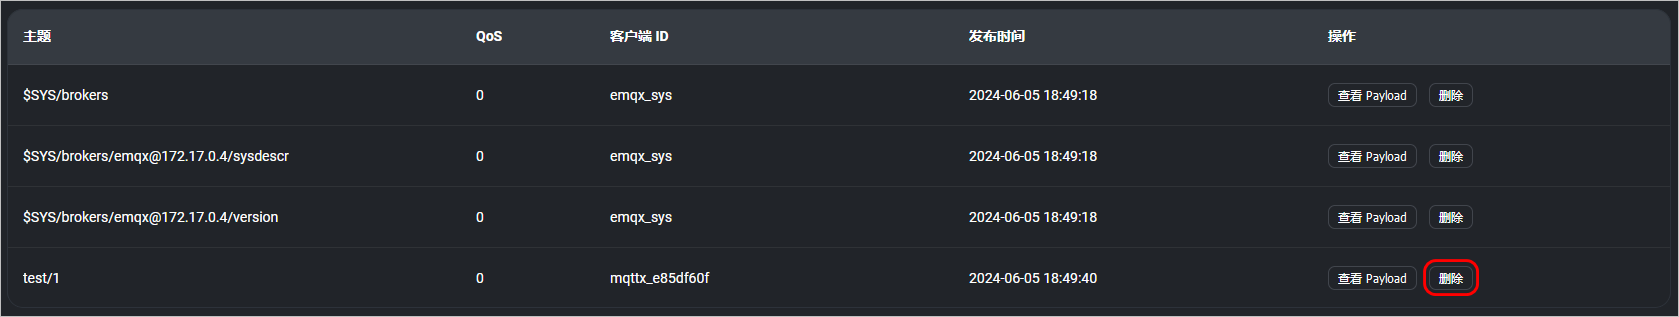 主题 QoS 客户端 ID 发布时间 操作
$SYS/brokers 0 emqx_sys 2024-06-05 18:49:18 查看 Payload 删除
$SYS/brokers/emqx@172.17.0.4/sysdescr 0 emqx_sys 2024-06-05 18:49:18 查看 Payload 删除
$SYS/brokers/emqx@172.17.0.4/version 0 emqx_sys 2024-06-05 18:49:18 查看 Payload 删除
test/1 0 mqttx_e85df60f 2024-06-05 18:49:40 查看 Payload 删除